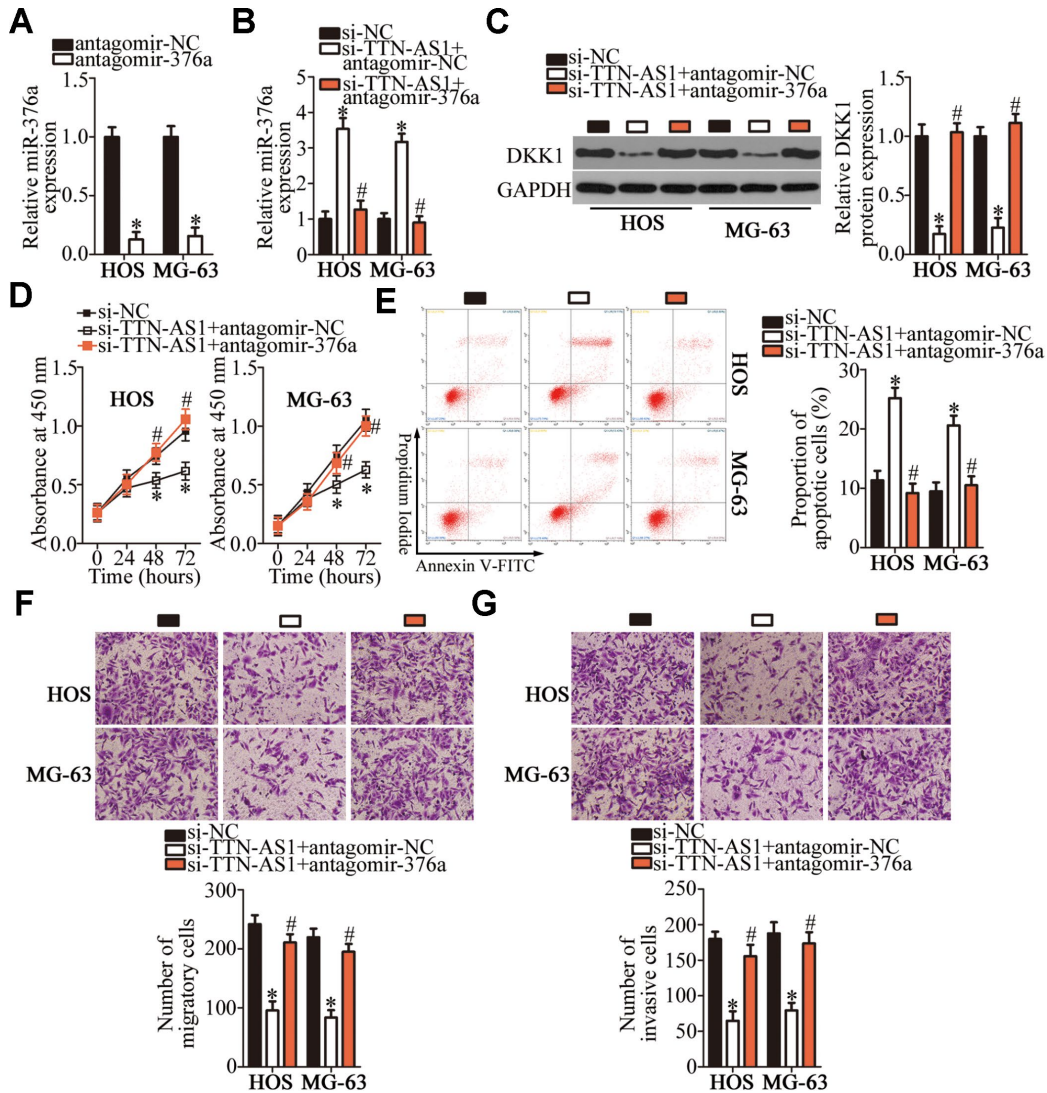 A
antagomir-NC
antagomir-376a
Relative miR-376a
expression
1.5
1.0
0.5
0.0
*
*
HOS MG-63
B
si-NC
si-TTN-AS1+
antagomir-NC
si-TTN-AS1+
antagomir-376a
Relative miR-376a
expression
5
4
3
2
1
0
*
#
*
#
HOS MG-63
C
si-NC
si-TTN-AS1+antagomir-NC
si-TTN-AS1+antagomir-376a
DKK1
GAPDH
HOS
MG-63
Relative DKK1
protein expression
1.5
1.0
0.5
0.0
*
#
*
#
HOS MG-63
D
si-NC
si-TTN-AS1+antagomir-NC
si-TTN-AS1+antagomir-376a
Absorbance at 450 nm
1.5
1.0
0.5
0.0
HOS
#
#
*
*
0 24 48 72
Time (hours)
Absorbance at 450 nm
1.5
1.0
0.5
0.0
MG-63
#
#
*
*
0 24 48 72
Time (hours)
E
HOS
MG-63
Propidium Iodide
Annexin V-FITC
si-NC
si-TTN-AS1+antagomir-NC
si-TTN-AS1+antagomir-376a
Proportion of
apoptotic cells (%)
30
20
10
0
*
#
*
#
HOS MG-63
F
HOS
MG-63
si-NC
si-TTN-AS1+antagomir-NC
si-TTN-AS1+antagomir-376a
Number of
migratory cells
300
200
100
0
*
#
*
#
HOS MG-63
G
HOS
MG-63
si-NC
si-TTN-AS1+antagomir-NC
si-TTN-AS1+antagomir-376a
Number of
invasive cells
250
200
150
100
50
0
*
#
*
#
HOS MG-63